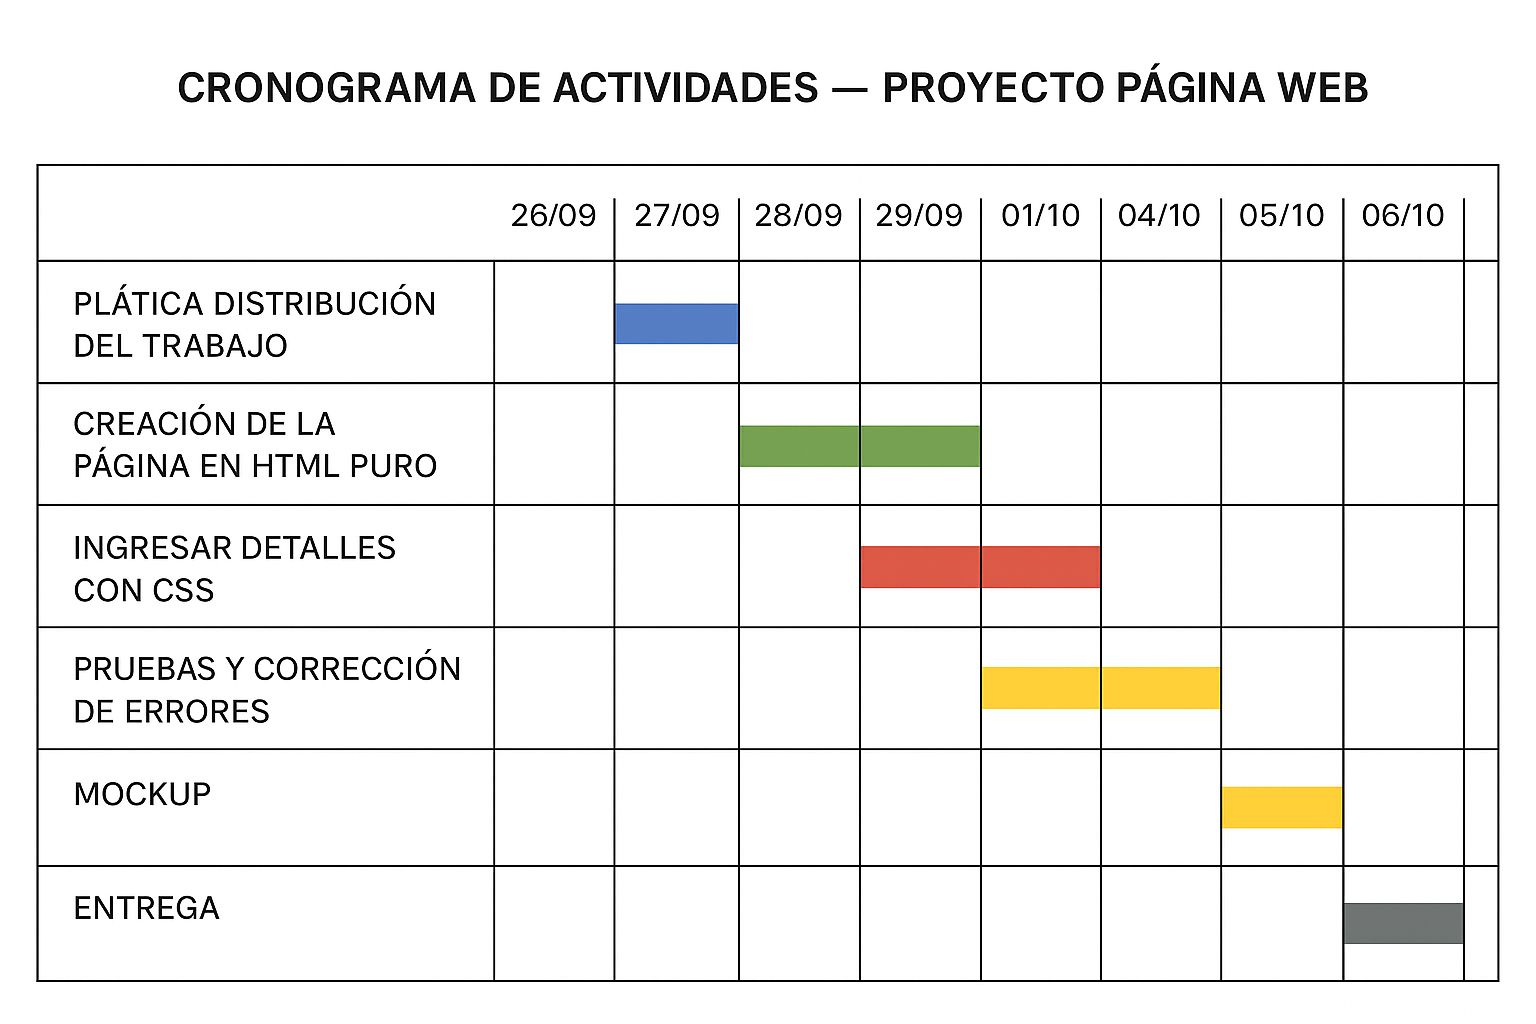 CRONOGRAMA DE ACTIVIDADES — PROYECTO PÁGINA WEB
26/09 27/09 28/09 29/09 01/10 04/10 05/10 06/10
PLÁTICA DISTRIBUCIÓN
DEL TRABAJO
CREACIÓN DE LA
PÁGINA EN HTML PURO
INGRESAR DETALLES
CON CSS
PRUEBAS Y CORRECCIÓN
DE ERRORES
MOCKUP
ENTREGA